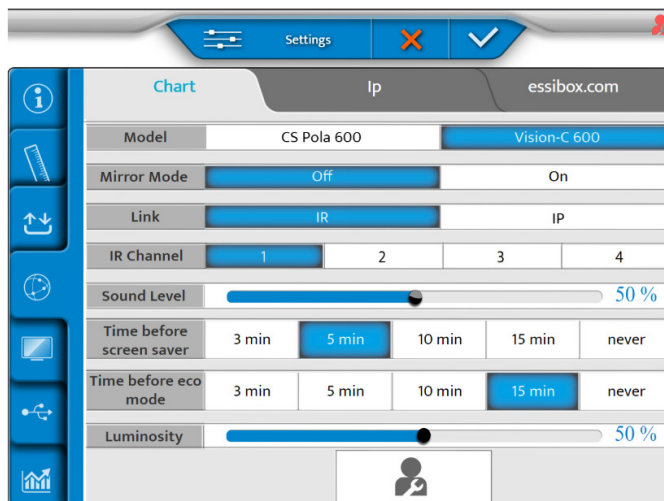 Settings
Chart Ip essibox.com
Model CS Pola 600 Vision-C 600
Mirror Mode Off On
Link IR IP
IR Channel 1 2 3 4
Sound Level 50 %
Time before screen saver 3 min 5 min 10 min 15 min never
Time before eco mode 3 min 5 min 10 min 15 min never
Luminosity 50 %